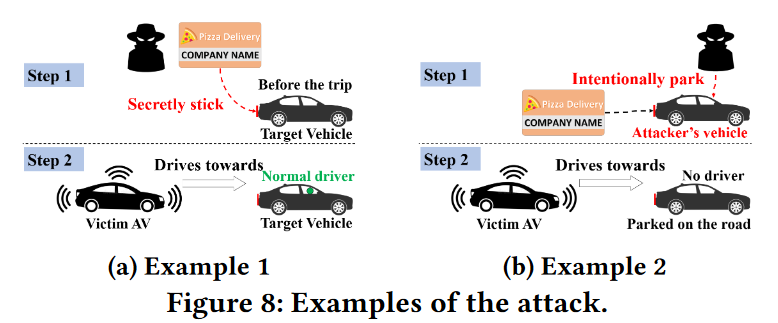 Pizza Delivery
COMPANY NAME
Step 1
Before the trip
Secretly stick
Target Vehicle
Step 2
Drives towards
Normal driver
Victim AV
Target Vehicle
(a) Example 1
Step 1
Intentionally park
Pizza Delivery
COMPANY NAME
Attacker's vehicle
Step 2
Drives towards
No driver
Victim AV
Parked on the road
(b) Example 2
Figure 8: Examples of the attack.